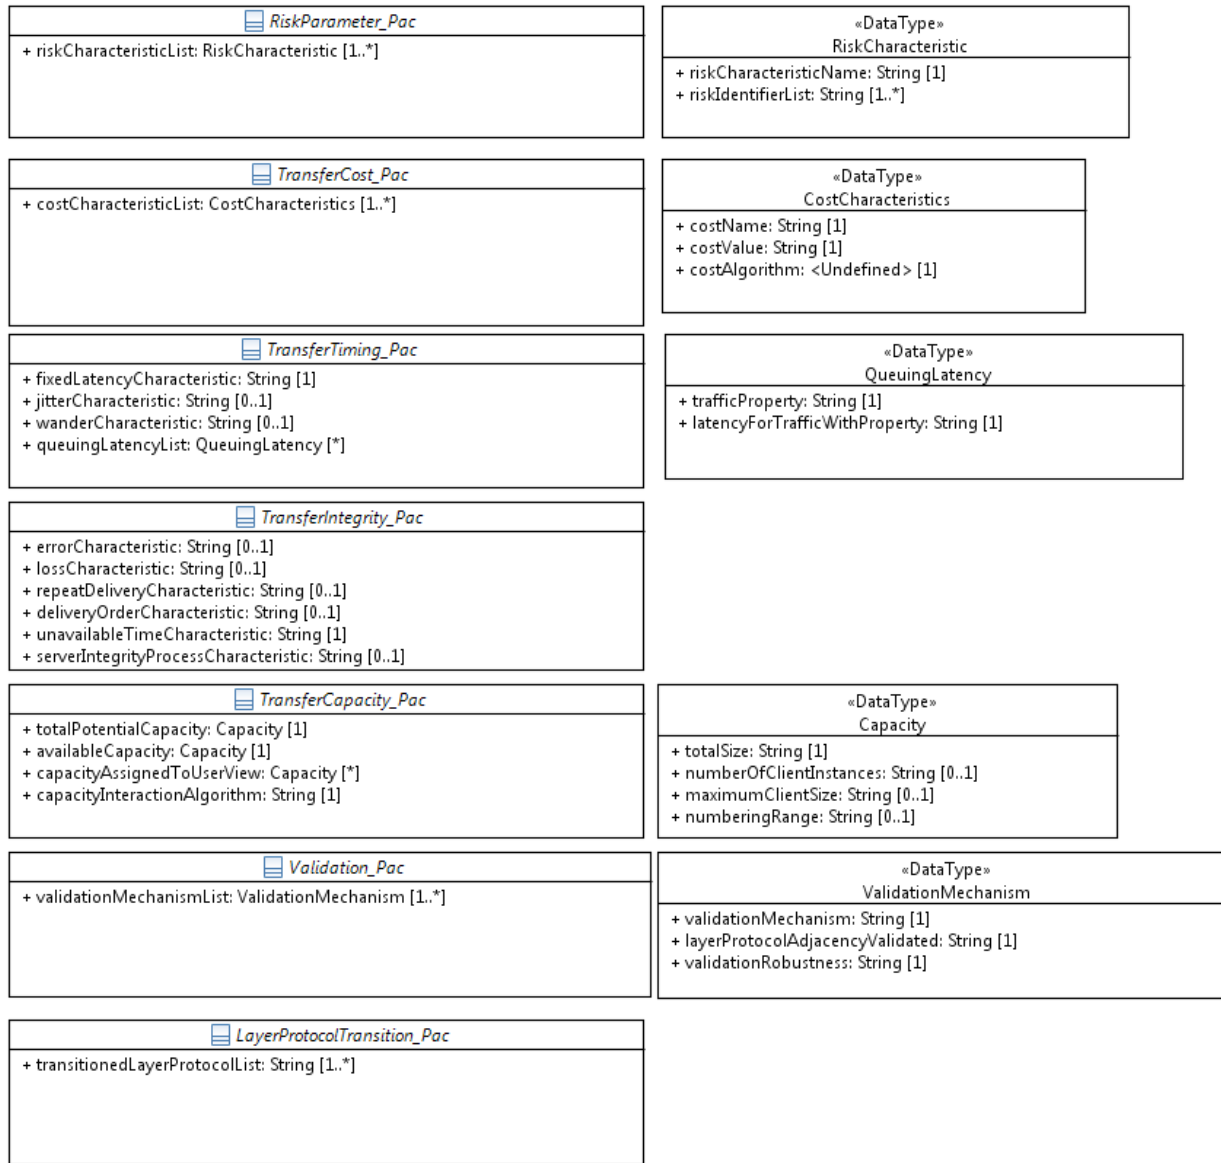 RiskParameter_Pac
+ riskCharacteristicList: RiskCharacteristic [1..*]
«DataType»
RiskCharacteristic
+ riskCharacteristicName: String [1]
+ riskIdentifierList: String [1..*]
TransferCost_Pac
+ costCharacteristicList: CostCharacteristics [1..*]
«DataType»
CostCharacteristics
+ costName: String [1]
+ costValue: String [1]
+ costAlgorithm: <Undefined> [1]
TransferTiming_Pac
+ fixedLatencyCharacteristic: String [1]
+ jitterCharacteristic: String [0..1]
+ wanderCharacteristic: String [0..1]
+ queuingLatencyList: QueuingLatency [*]
«DataType»
QueuingLatency
+ trafficProperty: String [1]
+ latencyForTrafficWithProperty: String [1]
TransferIntegrity_Pac
+ errorCharacteristic: String [0..1]
+ lossCharacteristic: String [0..1]
+ repeatDeliveryCharacteristic: String [0..1]
+ deliveryOrderCharacteristic: String [0..1]
+ unavailableTimeCharacteristic: String [1]
+ serverIntegrityProcessCharacteristic: String [0..1]
TransferCapacity_Pac
+ totalPotentialCapacity: Capacity [1]
+ availableCapacity: Capacity [1]
+ capacityAssignedToUserView: Capacity [*]
+ capacityInteractionAlgorithm: String [1]
«DataType»
Capacity
+ totalSize: String [1]
+ numberOfClientInstances: String [0..1]
+ maximumClientSize: String [0..1]
+ numberingRange: String [0..1]
Validation_Pac
+ validationMechanismList: ValidationMechanism [1..*]
«DataType»
ValidationMechanism
+ validationMechanism: String [1]
+ layerProtocolAdjacencyValidated: String [1]
+ validationRobustness: String [1]
LayerProtocolTransition_Pac
+ transitionedLayerProtocolList: String [1..*]